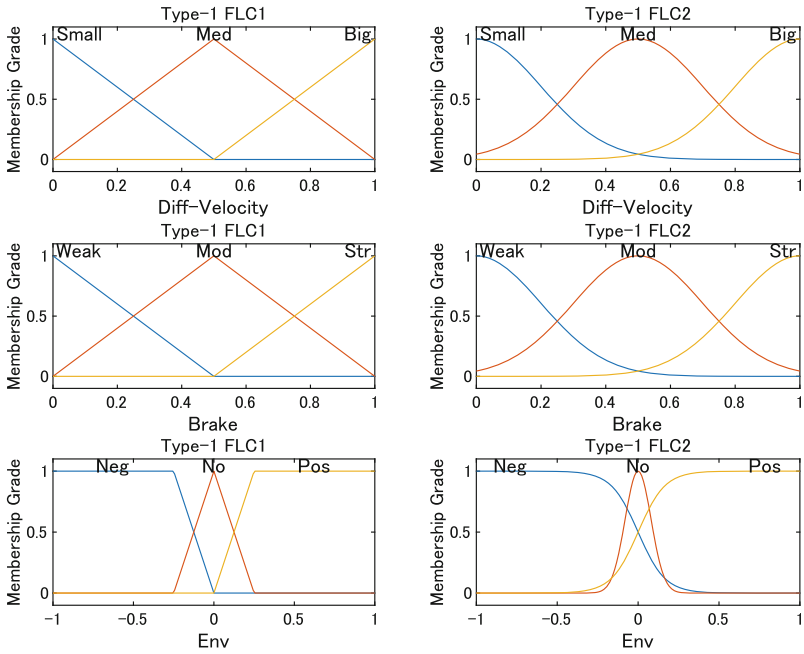 Type-1 FLC1
Membership Grade
1
0.5
0
Small Med Big
0 0.2 0.4 0.6 0.8 1
Diff-Velocity
Type-1 FLC2
Membership Grade
1
0.5
0
Small Med Big
0 0.2 0.4 0.6 0.8 1
Diff-Velocity
Type-1 FLC1
Membership Grade
1
0.5
0
Weak Mod Str
0 0.2 0.4 0.6 0.8 1
Brake
Type-1 FLC2
Membership Grade
1
0.5
0
Weak Mod Str
0 0.2 0.4 0.6 0.8 1
Brake
Type-1 FLC1
Membership Grade
1
0.5
0
Neg No Pos
-1 -0.5 0 0.5 1
Env
Type-1 FLC2
Membership Grade
1
0.5
0
Neg No Pos
-1 -0.5 0 0.5 1
Env